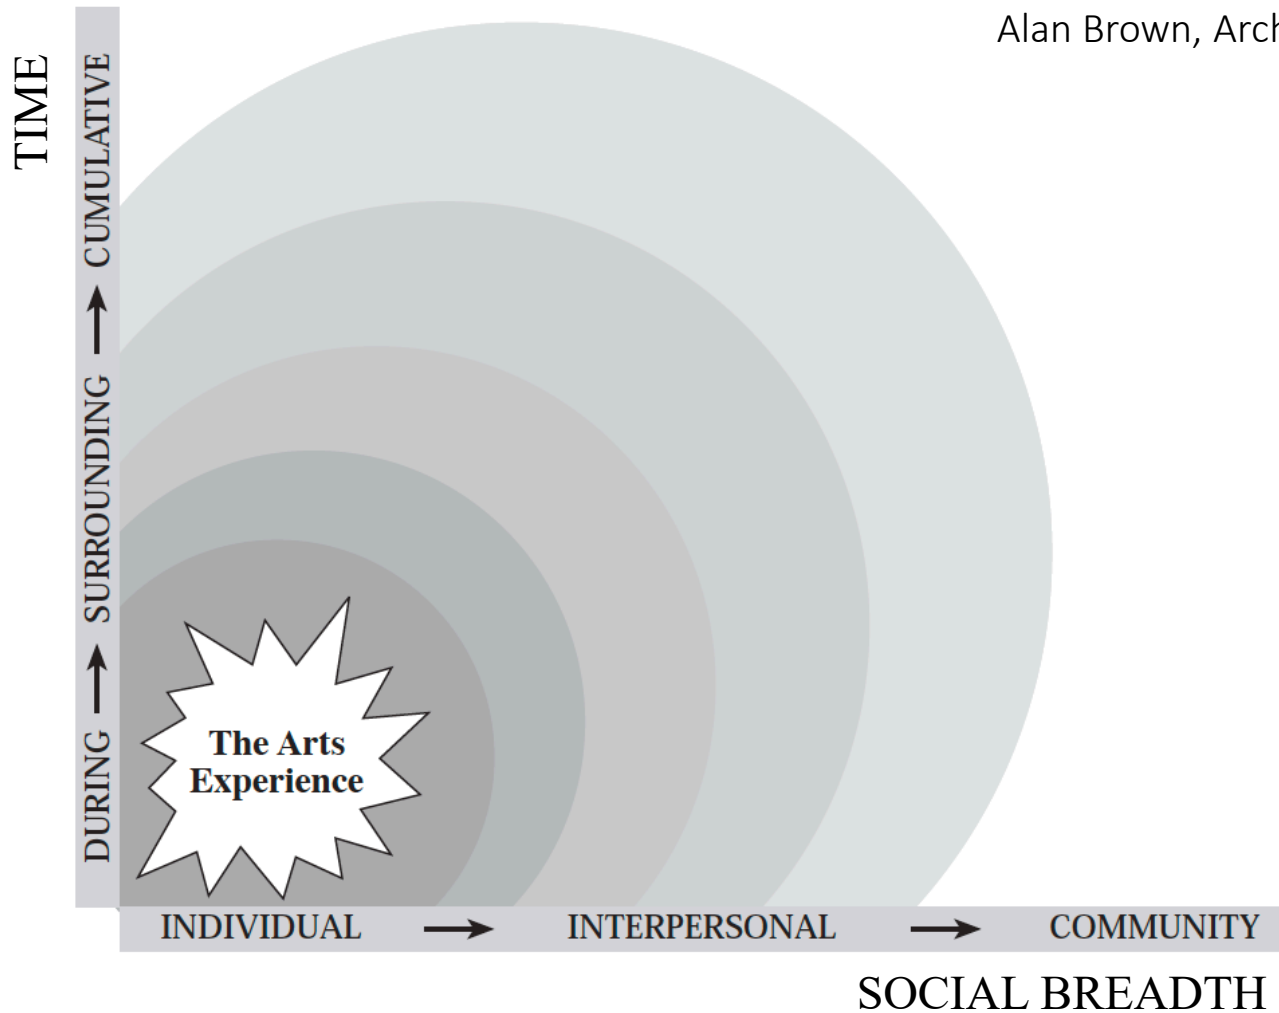 Alan Brown, Arch
TIME
CUMULATIVE
SURROUNDING
DURING
The Arts
Experience
INDIVIDUAL
INTERPERSONAL
COMMUNITY
SOCIAL BREADTH